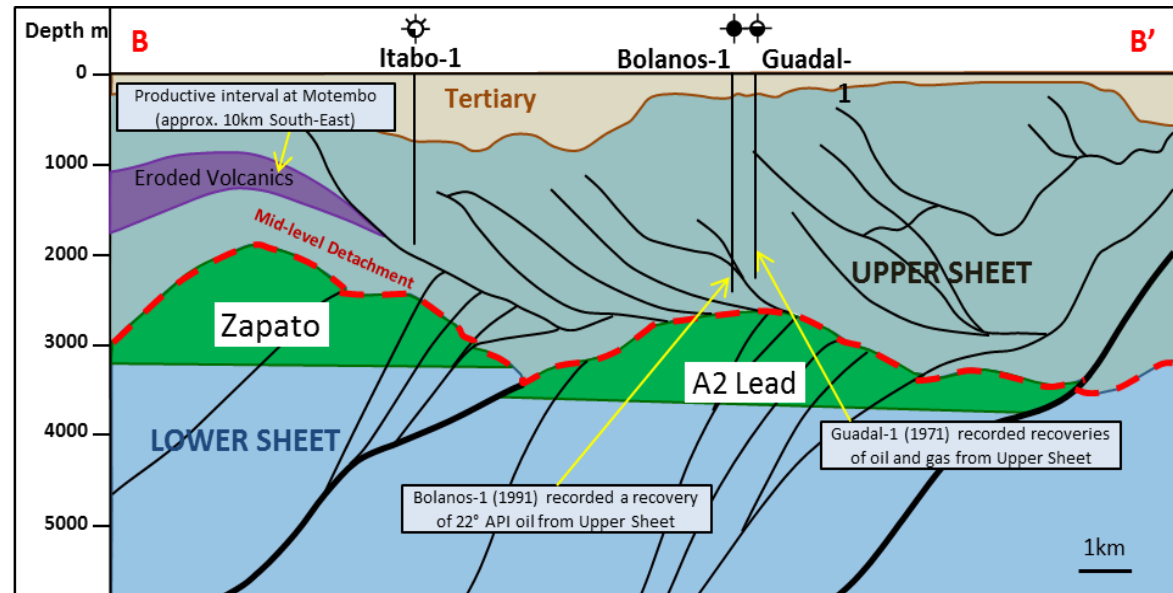 Depth m
B
B'
Itabo-1
Bolanos-1
Guadal-
1
0
Tertiary
Productive interval at Motembo
(approx. 10km South-East)
1000
Eroded Volcanics
Mid-level Detachment
2000
UPPER SHEET
Zapato
3000
A2 Lead
4000
LOWER SHEET
Guadal-1 (1971) recorded recoveries
of oil and gas from Upper Sheet
Bolanos-1 (1991) recorded a recovery
of 22° API oil from Upper Sheet
5000
1km